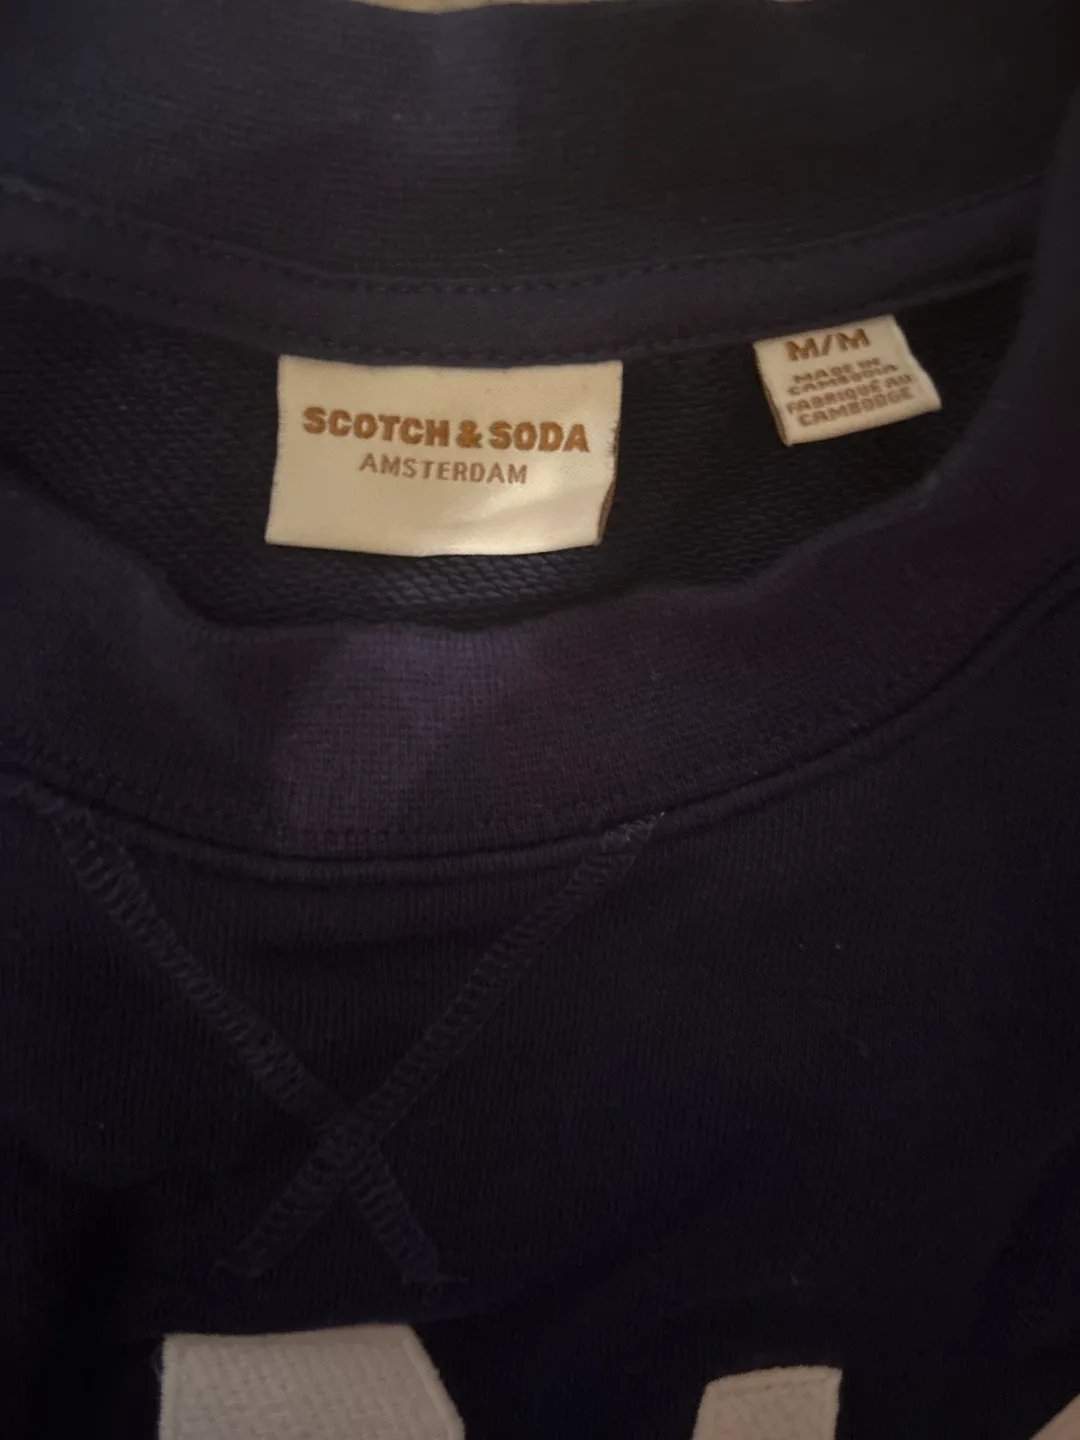 SCOTCH & SODA
AMSTERDAM
M/M
MADE IN
CAMBODIA
FABRIQUÉ AU
CAMBODGE